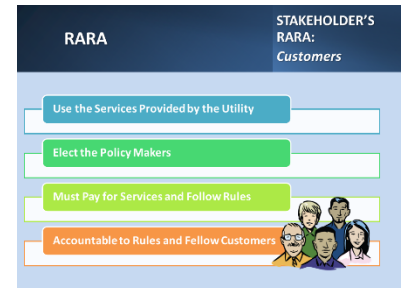 RARA
STAKEHOLDER'S
RARA:
Customers
Use the Services Provided by the Utility
Elect the Policy Makers
Must Pay for Services and Follow Rules
Accountable to Rules and Fellow Customers